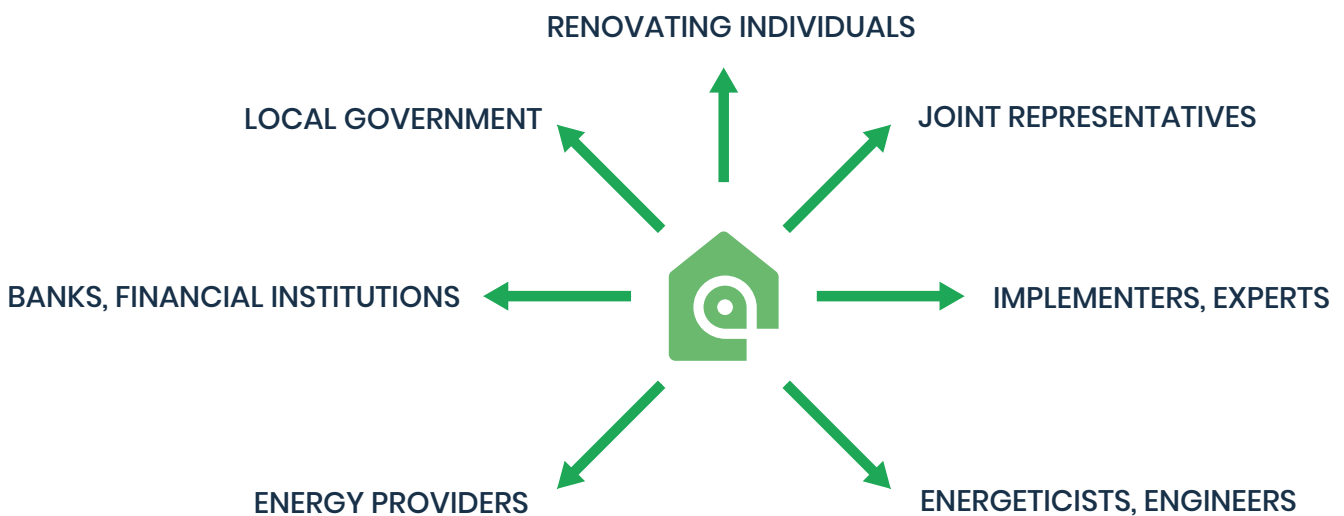 RENOVATING INDIVIDUALS
LOCAL GOVERNMENT
JOINT REPRESENTATIVES
BANKS, FINANCIAL INSTITUTIONS
IMPLEMENTERS, EXPERTS
ENERGY PROVIDERS
ENERGETICISTS, ENGINEERS